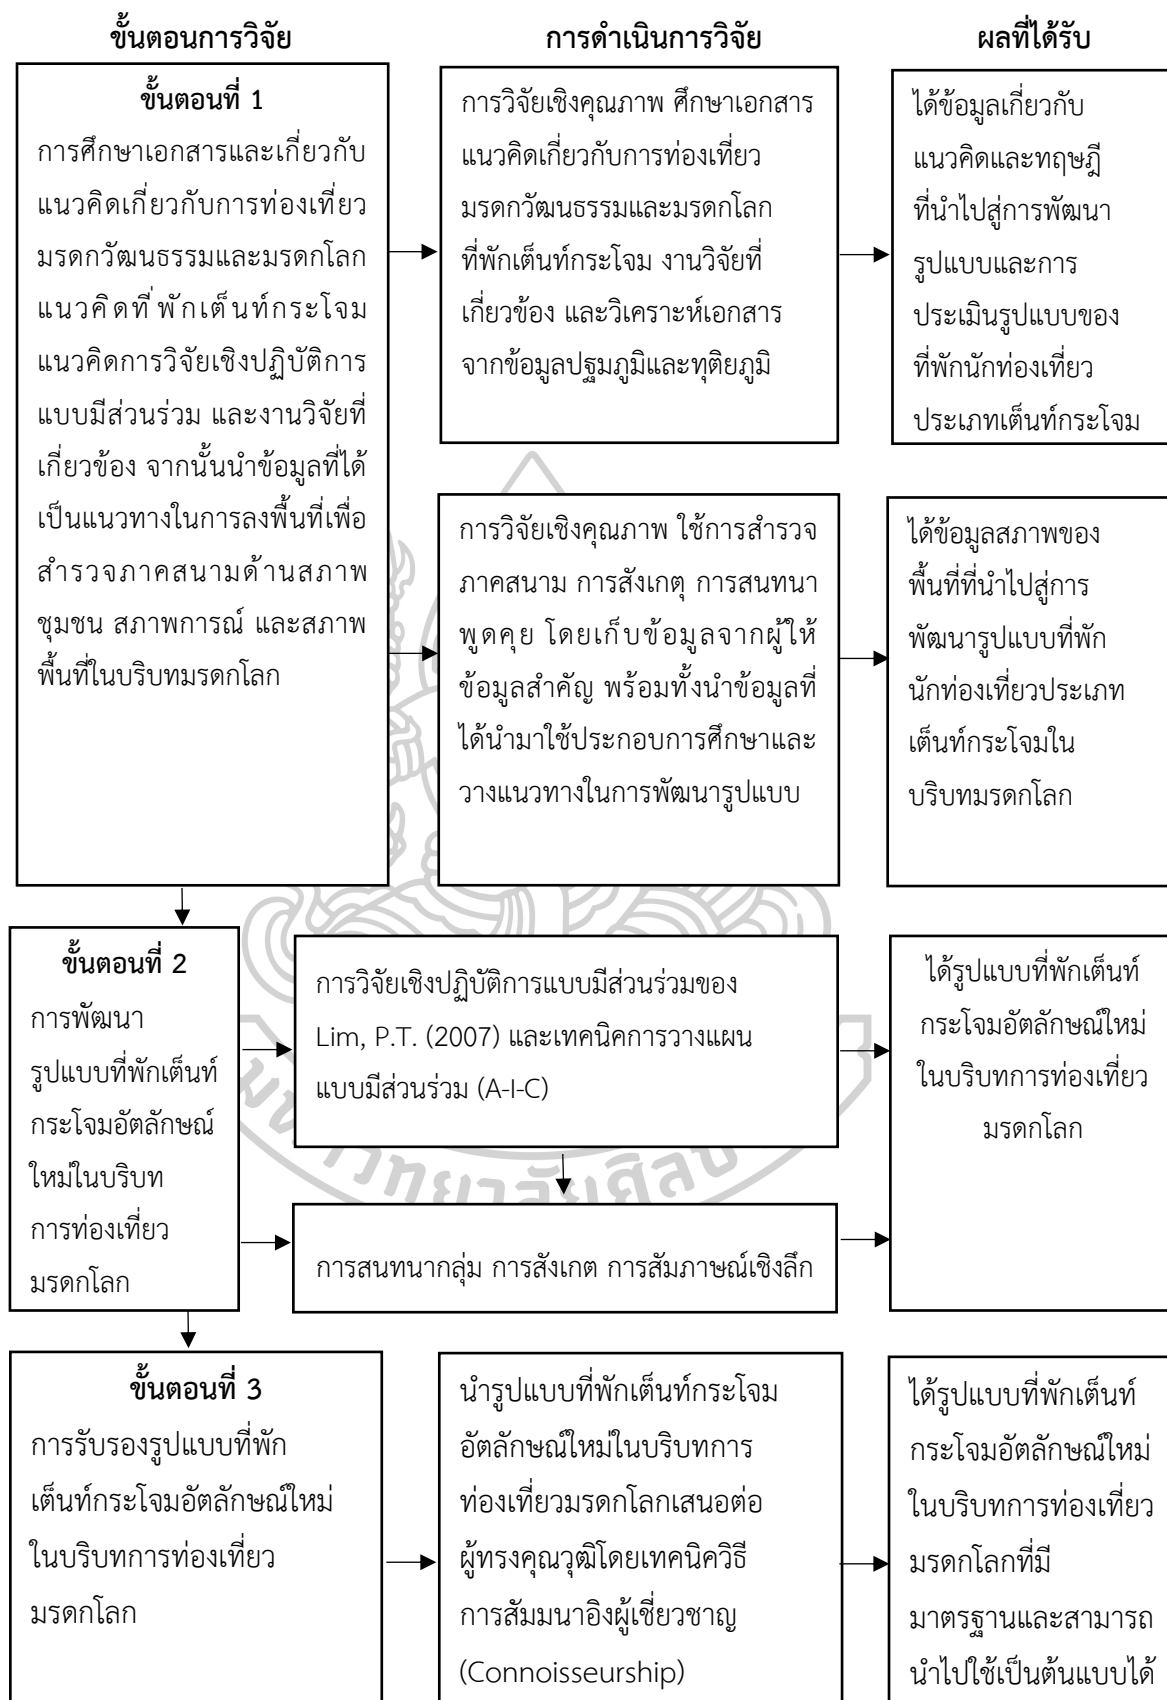 ขั้นตอนการวิจัย
การดำเนินการวิจัย
ผลที่ได้รับ
ขั้นตอนที่ 1
การศึกษาเอกสารและเกี่ยวกับ
แนวคิดเกี่ยวกับการท่องเที่ยว
มรดกวัฒนธรรมและมรดกโลก
แนวคิดที่พักเต็นท์กระโจม
แนวคิดการวิจัยเชิงปฏิบัติการ
แบบมีส่วนร่วม และงานวิจัยที่
เกี่ยวข้อง จากนั้นนำข้อมูลที่ได้
เป็นแนวทางในการลงพื้นที่เพื่อ
สำรวจภาคสนามด้านสภาพ
ชุมชน สภาพการณ์ และสภาพ
พื้นที่ในบริบทมรดกโลก
การวิจัยเชิงคุณภาพ ศึกษาเอกสาร
แนวคิดเกี่ยวกับการท่องเที่ยว
มรดกวัฒนธรรมและมรดกโลก
ที่พักเต็นท์กระโจม งานวิจัยที่
เกี่ยวข้อง และวิเคราะห์เอกสาร
จากข้อมูลปฐมภูมิและทุติยภูมิ
ได้ข้อมูลเกี่ยวกับ
แนวคิดและทฤษฎี
ที่นำไปสู่การพัฒนา
รูปแบบและการ
ประเมินรูปแบบของ
ที่พักนักท่องเที่ยว
ประเภทเต็นท์กระโจม
การวิจัยเชิงคุณภาพ ใช้การสำรวจ
ภาคสนาม การสังเกตุ การสนทนา
พูดคุย โดยเก็บข้อมูลจากผู้ให้
ข้อมูลสำคัญ พร้อมทั้งนำข้อมูลที่
ได้นำมาใช้ประกอบการศึกษาและ
วางแนวทางในการพัฒนารูปแบบ
ได้ข้อมูลสภาพของ
พื้นที่ที่นำไปสู่การ
พัฒนารูปแบบที่พัก
นักท่องเที่ยวประเภท
เต็นท์กระโจมใน
บริบทมรดกโลก
ขั้นตอนที่ 2
การพัฒนา
รูปแบบที่พักเต็นท์
กระโจมอัตลักษณ์
ใหม่ในบริบท
การท่องเที่ยว
มรดกโลก
การวิจัยเชิงปฏิบัติการแบบมีส่วนร่วมของ
Lim, P.T. (2007) และเทคนิคการวางแผน
แบบมีส่วนร่วม (A-I-C)
การสนทนากลุ่ม การสังเกต การสัมภาษณ์เชิงลึก
ได้รูปแบบที่พักเต็นท์
กระโจมอัตลักษณ์ใหม่
ในบริบทการท่องเที่ยว
มรดกโลก
ขั้นตอนที่ 3
การรับรองรูปแบบที่พัก
เต็นท์กระโจมอัตลักษณ์ใหม่
ในบริบทการท่องเที่ยว
มรดกโลก
นำรูปแบบที่พักเต็นท์กระโจม
อัตลักษณ์ใหม่ในบริบทการ
ท่องเที่ยวมรดกโลกเสนอต่อ
ผู้ทรงคุณวุฒิโดยเทคนิควิธี
การสัมมนาอิงผู้เชี่ยวชาญ
(Connoisseurship)
ได้รูปแบบที่พักเต็นท์
กระโจมอัตลักษณ์ใหม่
ในบริบทการท่องเที่ยว
มรดกโลกที่มี
มาตรฐานและสามารถ
นำไปใช้เป็นต้นแบบได้